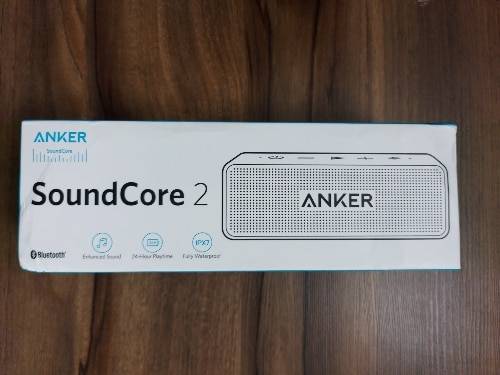 ANKER
SoundCore
SoundCore 2
ANKER
Bluetooth
Enhanced Sound
24-Hour Playtime
IPX7
Fully Waterproof